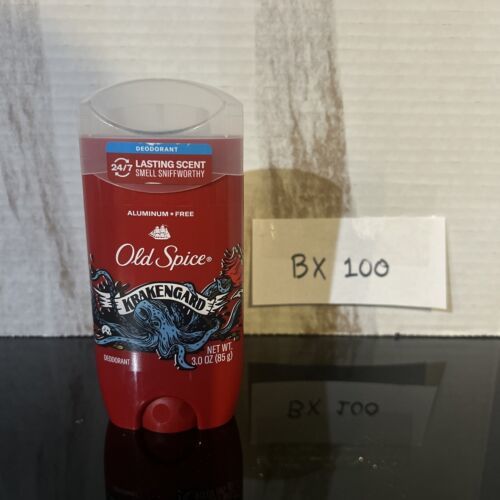 DEODORANT
24/7 LASTING SCENT
SMELL SNIFFWORTHY
ALUMINUM • FREE
Old Spice®
KRAKENGARD
NET WT.
DEODORANT 3.0 OZ (85g)
BX 100